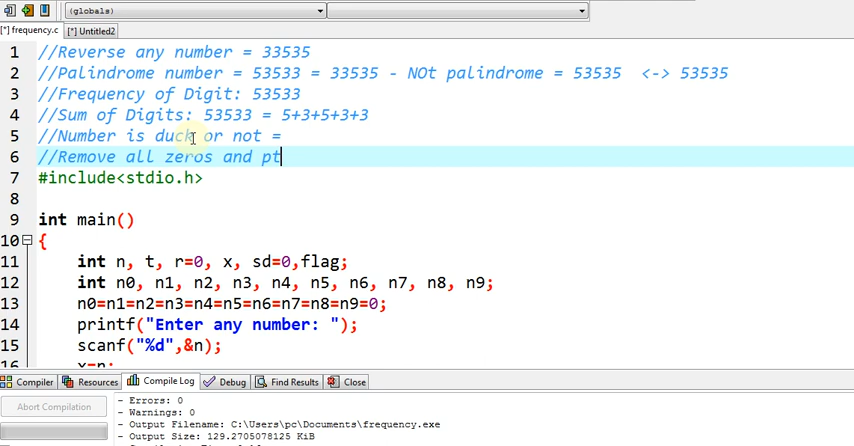 (globals)
[*] frequency.c [*] Untitled2
1 //Reverse any number = 33535
2 //Palindrome number = 53533 = 33535 - NOt palindrome = 53535 <-> 53535
3 //Frequency of Digit: 53533
4 //Sum of Digits: 53533 = 5+3+5+3+3
5 //Number is duck or not =
6 //Remove all zeros and pt
7 #include<stdio.h>
8
9 int main()
10 {
11 int n, t, r=0, x, sd=0,flag;
12 int n0, n1, n2, n3, n4, n5, n6, n7, n8, n9;
13 n0=n1=n2=n3=n4=n5=n6=n7=n8=n9=0;
14 printf("Enter any number: ");
15 scanf("%d",&n);
16 x=n;
Compiler Resources Compile Log Debug Find Results Close
Abort Compilation
- Errors: 0
- Warnings: 0
- Output Filename: C:\Users\pc\Documents\frequency.exe
- Output Size: 129.2705078125 KiB